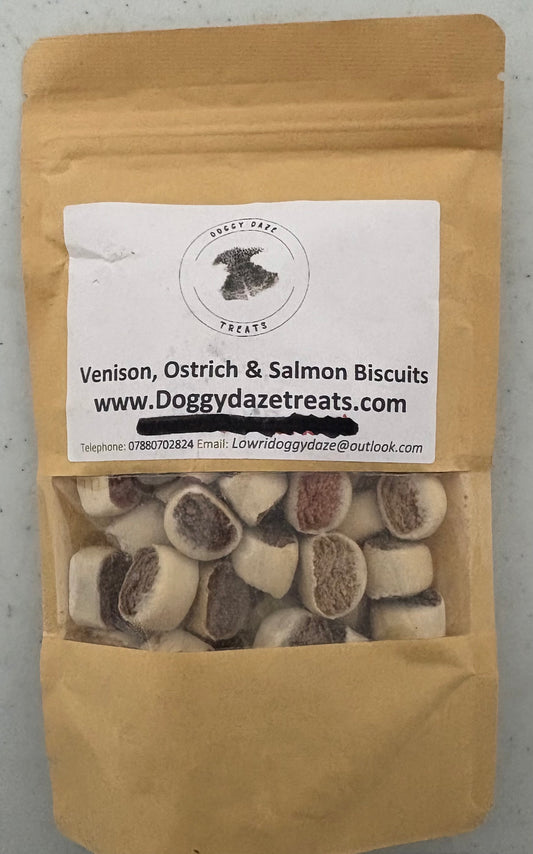 DOGGY DAZE
TREATS
Venison, Ostrich & Salmon Biscuits
www.Doggydazetreats.com
Telephone: 07880702824 Email: Lowridoggydaze@outlook.com